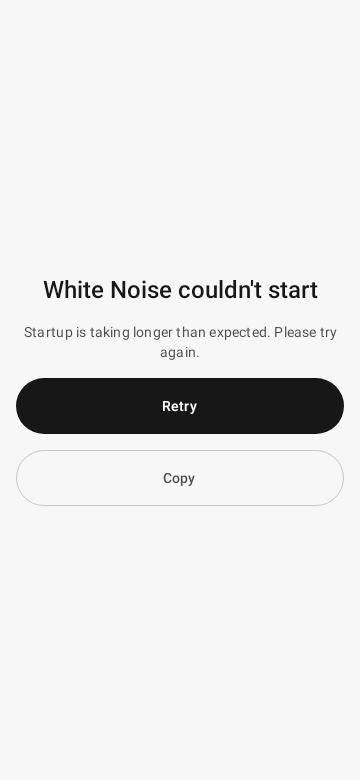 White Noise couldn't start
Startup is taking longer than expected. Please try
again.
Retry
Copy